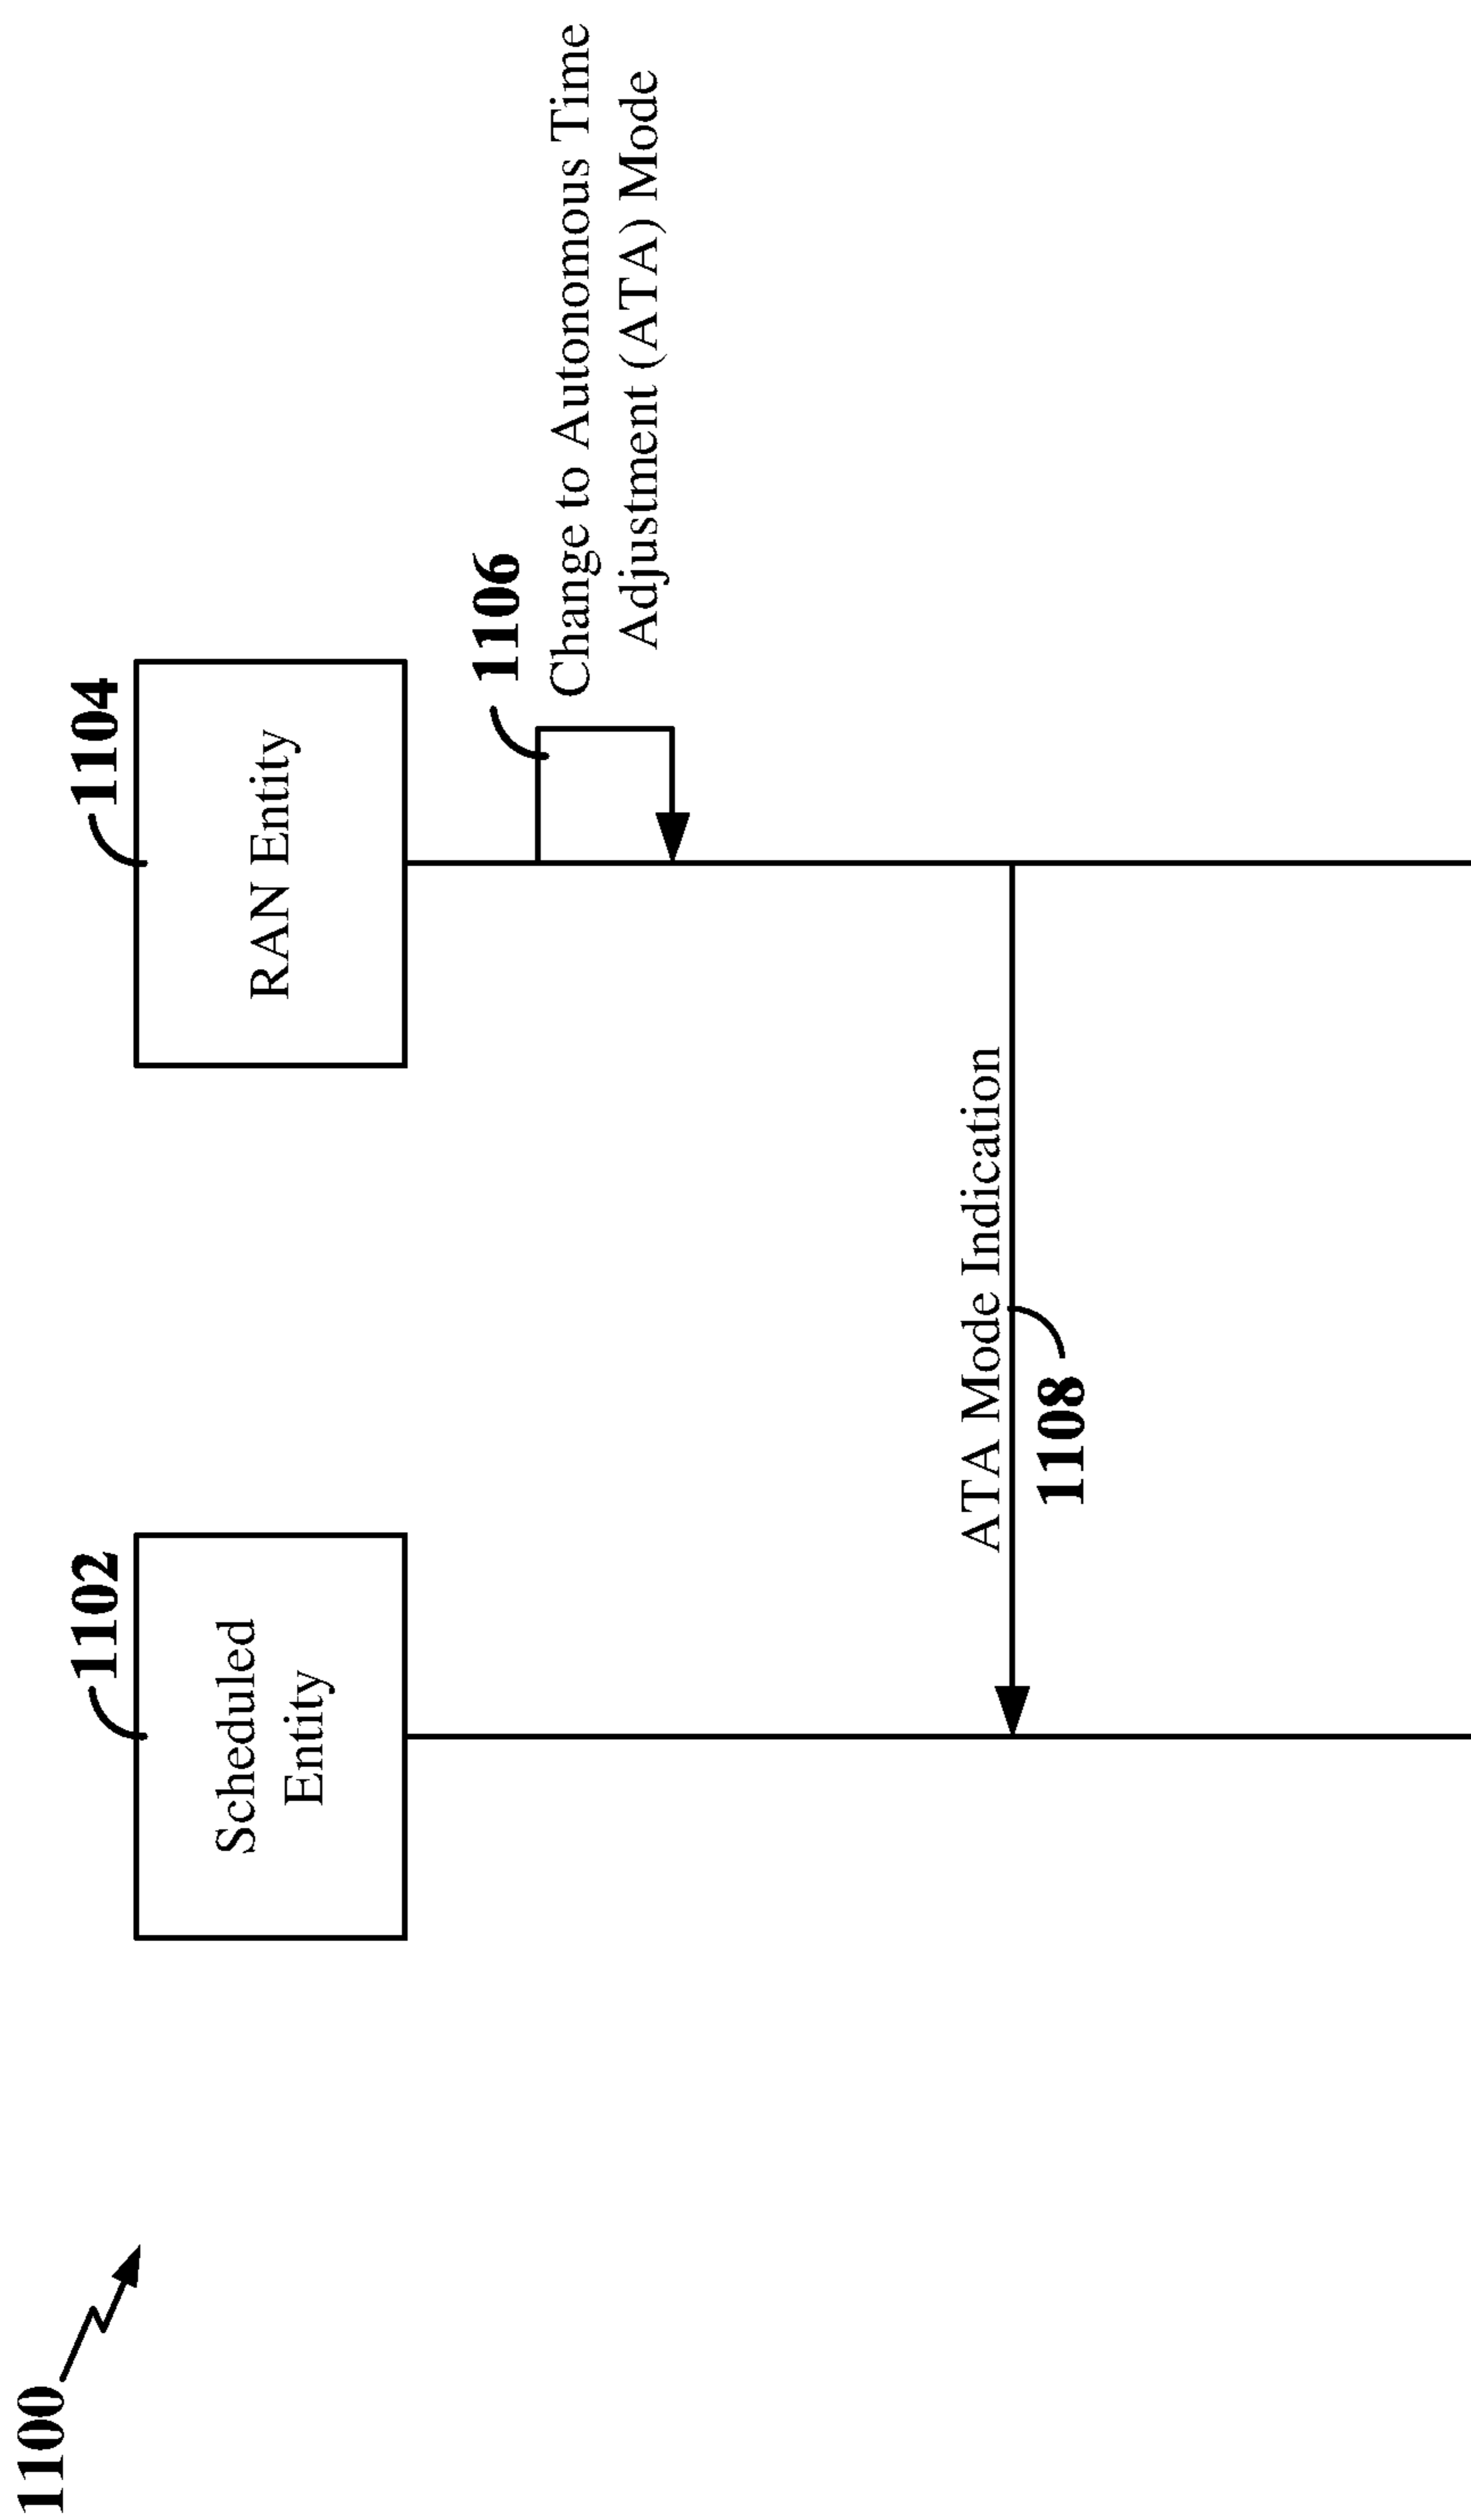 1100
1102
1104
Scheduled
Entity
RAN Entity
1106
Change to Autonomous Time
Adjustment (ATA) Mode
ATA Mode Indication
1108